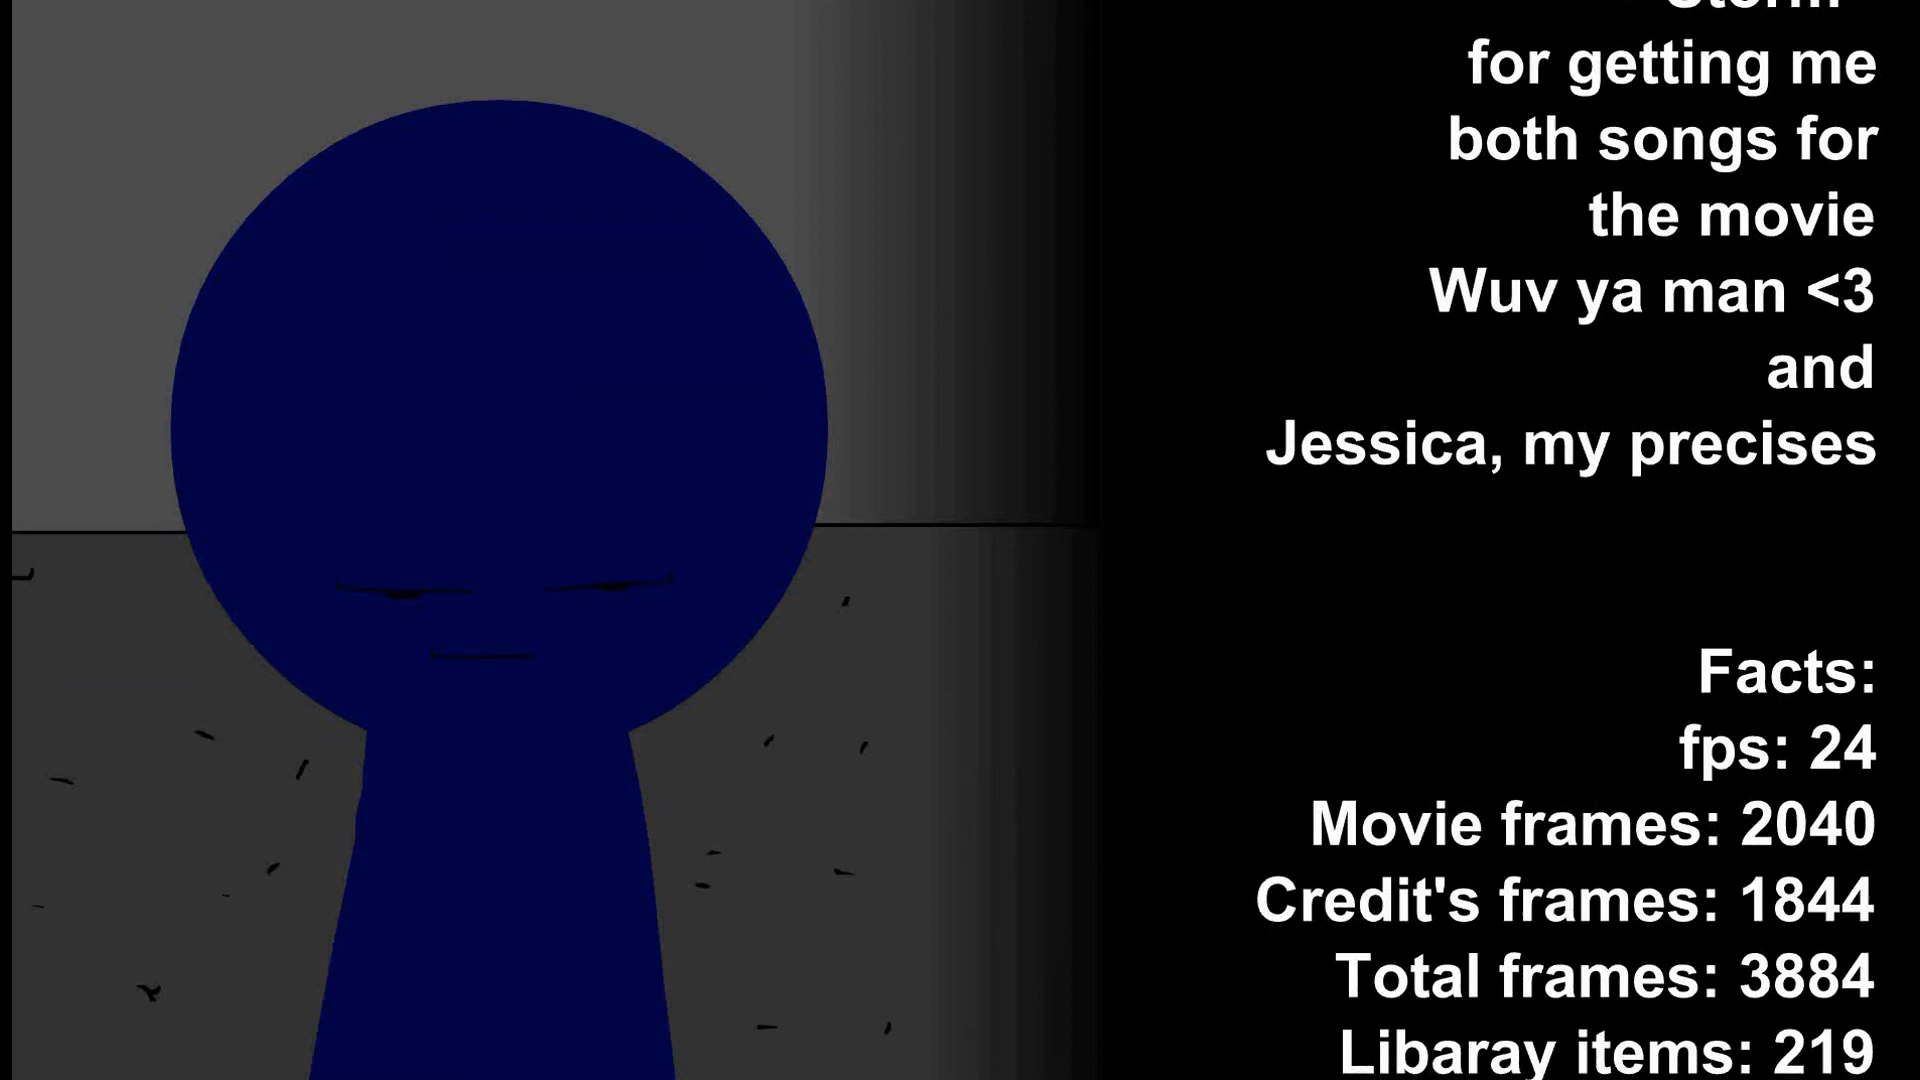 Storm
for getting me
both songs for
the movie
Wuv ya man <3
and
Jessica, my precises
Facts:
fps: 24
Movie frames: 2040
Credit's frames: 1844
Total frames: 3884
Libaray items: 219